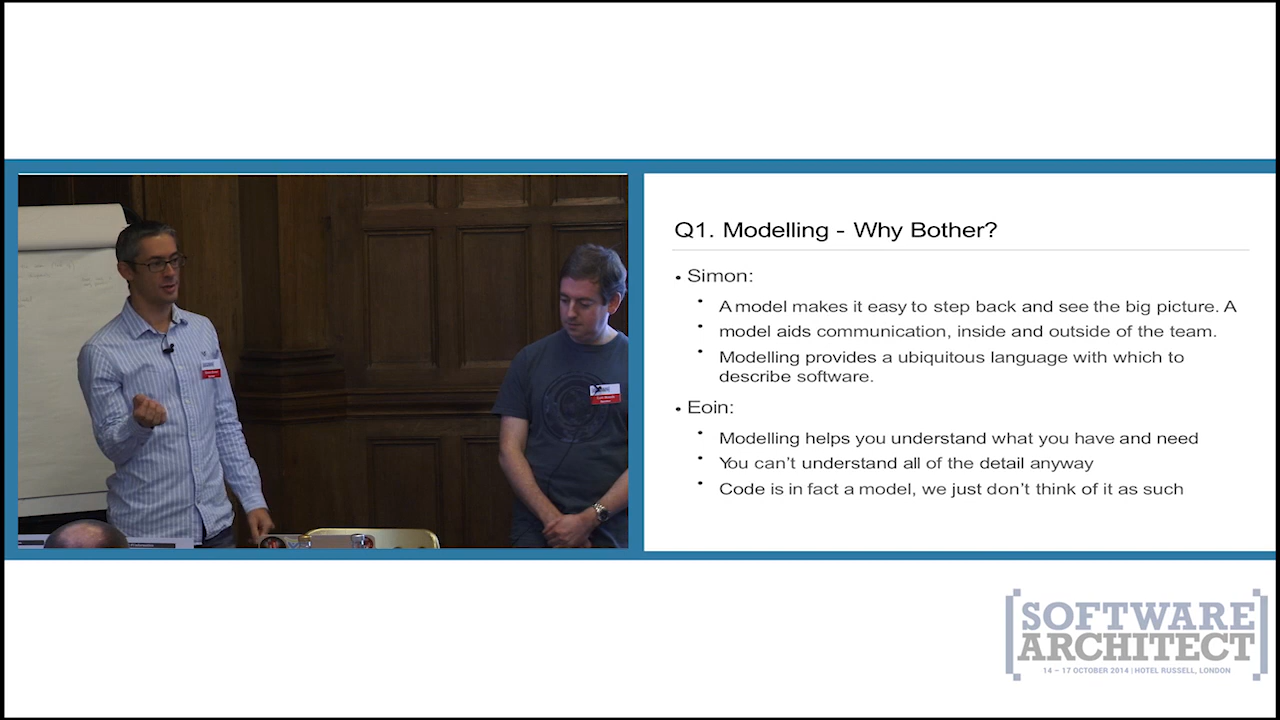 Q1. Modelling - Why Bother?
• Simon:
• A model makes it easy to step back and see the big picture. A
• model aids communication, inside and outside of the team.
• Modelling provides a ubiquitous language with which to
describe software.
• Eoin:
• Modelling helps you understand what you have and need
• You can’t understand all of the detail anyway
• Code is in fact a model, we just don’t think of it as such
[SOFTWARE
ARCHITECT]
14 – 17 OCTOBER 2014 | HOTEL RUSSELL, LONDON